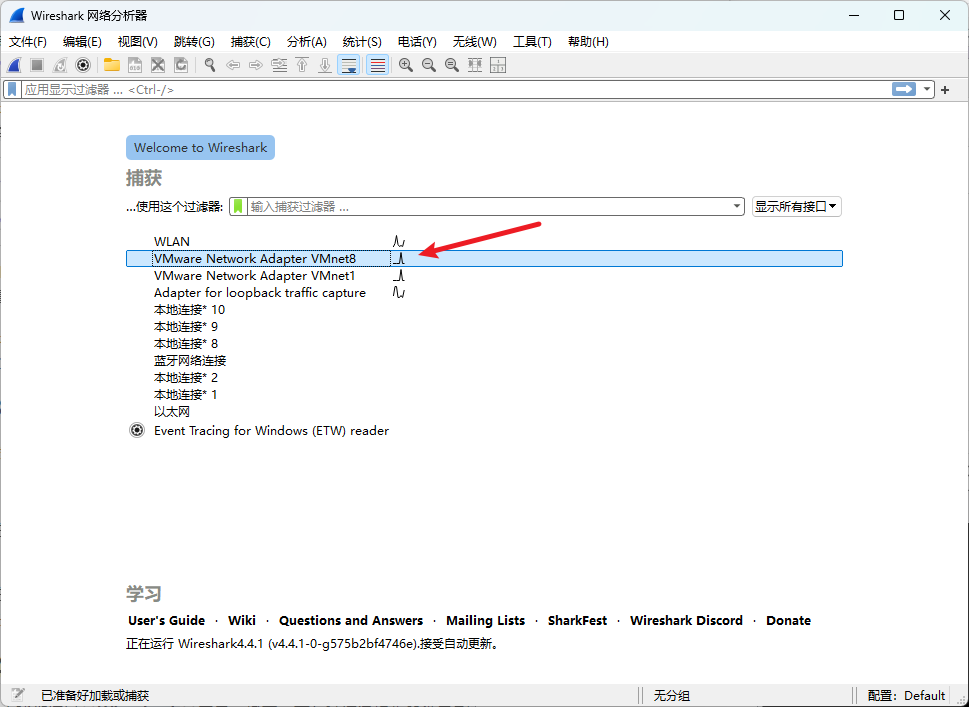 Wireshark 网络分析器
文件(F) 编辑(E) 视图(V) 跳转(G) 捕获(C) 分析(A) 统计(S) 电话(Y) 无线(W) 工具(T) 帮助(H)
应用显示过滤器 … <Ctrl-/>
Welcome to Wireshark
捕获
…使用这个过滤器: 输入捕获过滤器 … 显示所有接口
WLAN
VMware Network Adapter VMnet8
VMware Network Adapter VMnet1
Adapter for loopback traffic capture
本地连接* 10
本地连接* 9
本地连接* 8
蓝牙网络连接
本地连接* 2
本地连接* 1
以太网
Event Tracing for Windows (ETW) reader
学习
User's Guide · Wiki · Questions and Answers · Mailing Lists · SharkFest · Wireshark Discord · Donate
正在运行 Wireshark4.4.1 (v4.4.1-0-g575b2bf4746e).接受自动更新。
已准备好加载或捕获 无分组 配置: Default